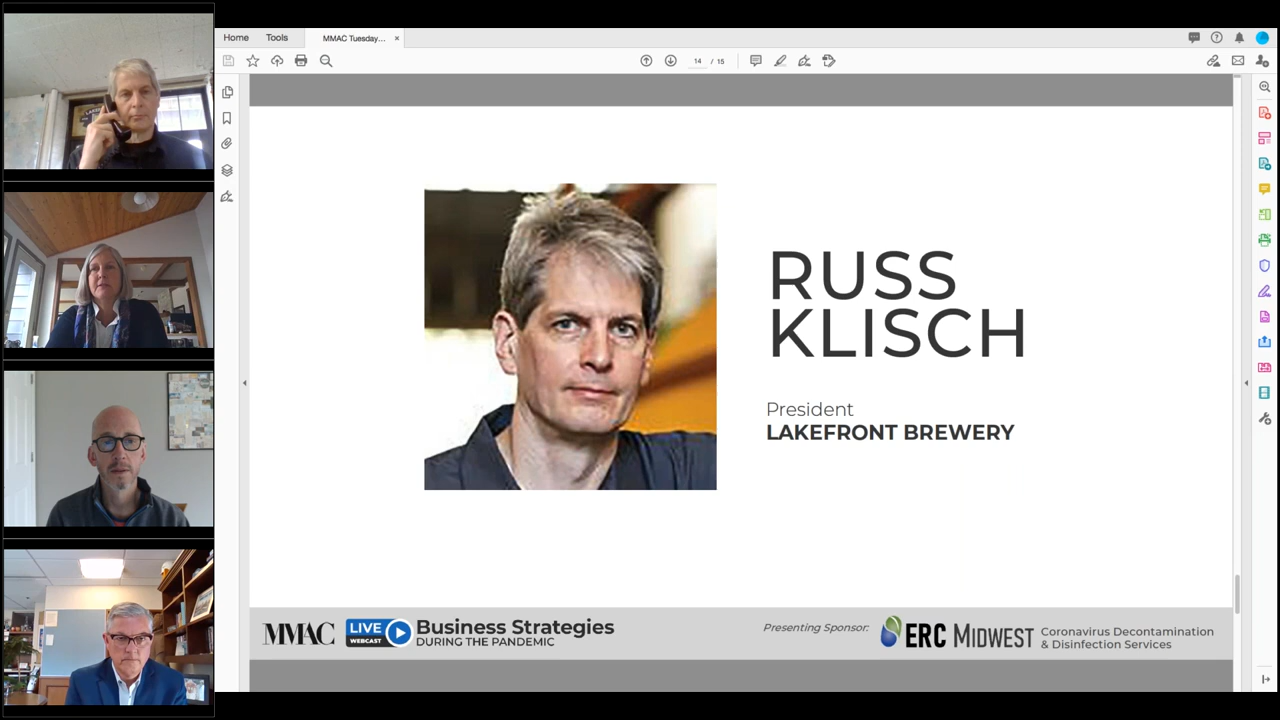 Home Tools MMAC Tuesday... ×
14 / 15
RUSS
KLISCH
President
LAKEFRONT BREWERY
MMAC LIVE WEBCAST Business Strategies
DURING THE PANDEMIC
Presenting Sponsor:
ERC MIDWEST
Coronavirus Decontamination
& Disinfection Services